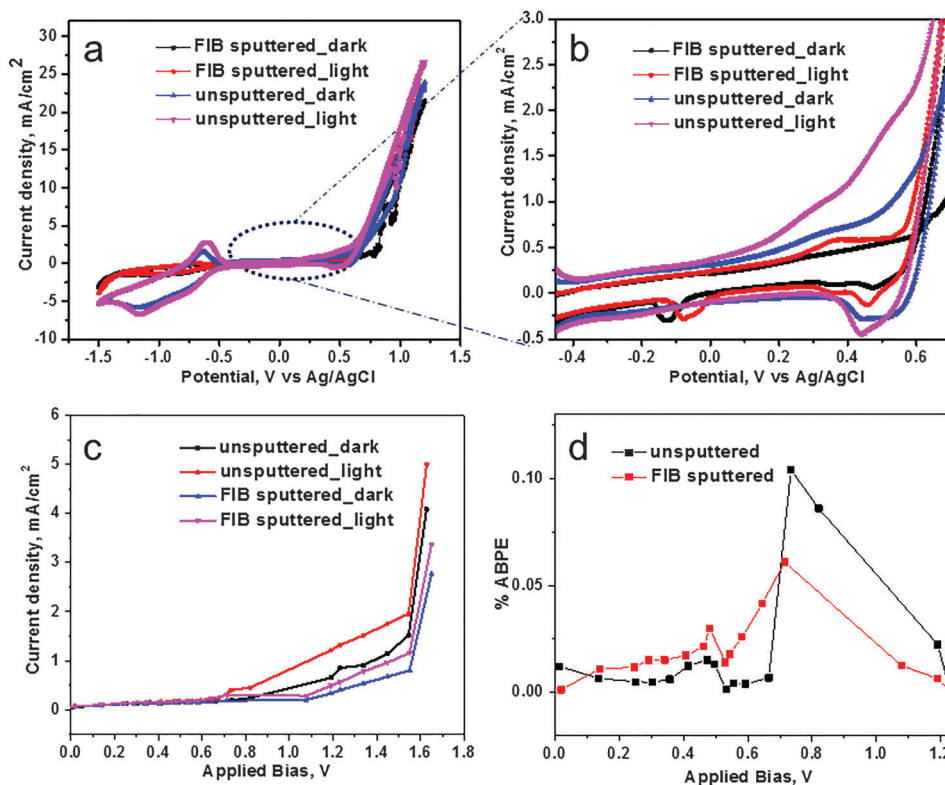 a
FIB sputtered_dark
FIB sputtered_light
unsputtered_dark
unsputtered_light
Current density, mA/cm2
30
25
20
15
10
5
0
-5
-10
-1.5 -1.0 -0.5 0.0 0.5 1.0 1.5
Potential, V vs Ag/AgCl
b
FIB sputtered_dark
FIB sputtered_light
unsputtered_dark
unsputtered_light
Current density, mA/cm2
3.0
2.5
2.0
1.5
1.0
0.5
0.0
-0.5
-0.4 -0.2 0.0 0.2 0.4 0.6
Potential, V vs Ag/AgCl
c
unsputtered_dark
unsputtered_light
FIB sputtered_dark
FIB sputtered_light
Current density, mA/cm2
6
5
4
3
2
1
0
0.0 0.2 0.4 0.6 0.8 1.0 1.2 1.4 1.6 1.8
Applied Bias, V
d
unsputtered
FIB sputtered
% ABPE
0.10
0.05
0.00
0.0 0.2 0.4 0.6 0.8 1.0 1.2
Applied Bias, V